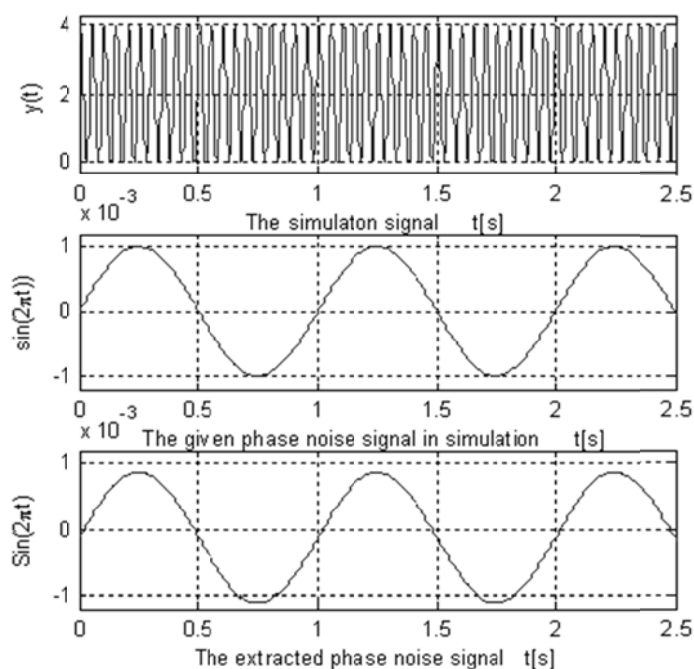 4
2
0
y(t)
0 0.5 1 1.5 2 2.5
x 10⁻³
The simulaton signal t[s]
1
0
-1
sin(2πt))
0 0.5 1 1.5 2 2.5
x 10⁻³
The given phase noise signal in simulation t[s]
1
0
-1
Sin(2πt)
0 0.5 1 1.5 2 2.5
The extracted phase noise signal t[s]